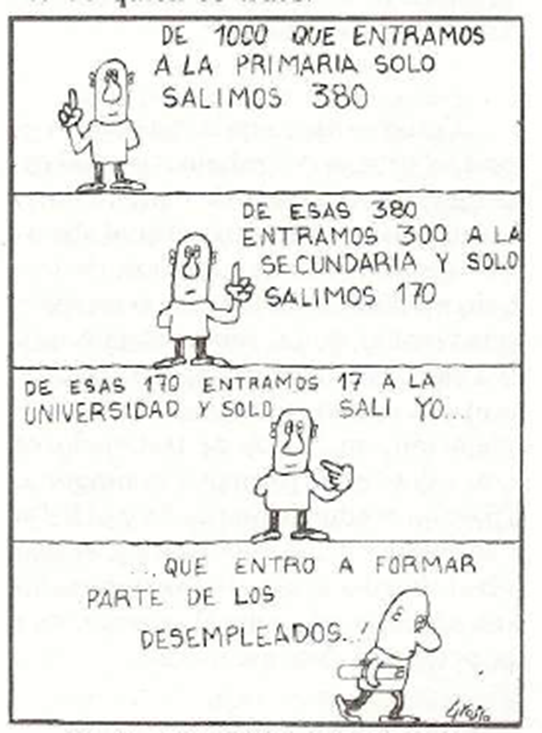 DE 1000 QUE ENTRAMOS
A LA PRIMARIA SOLO
SALIMOS 380
DE ESAS 380
ENTRAMOS 300 A LA
SECUNDARIA Y SOLO
SALIMOS 170
DE ESAS 170 ENTRAMOS 17 A LA
UNIVERSIDAD Y SOLO SALI YO...
... QUE ENTRO A FORMAR
PARTE DE LOS
DESEMPLEADOS...!